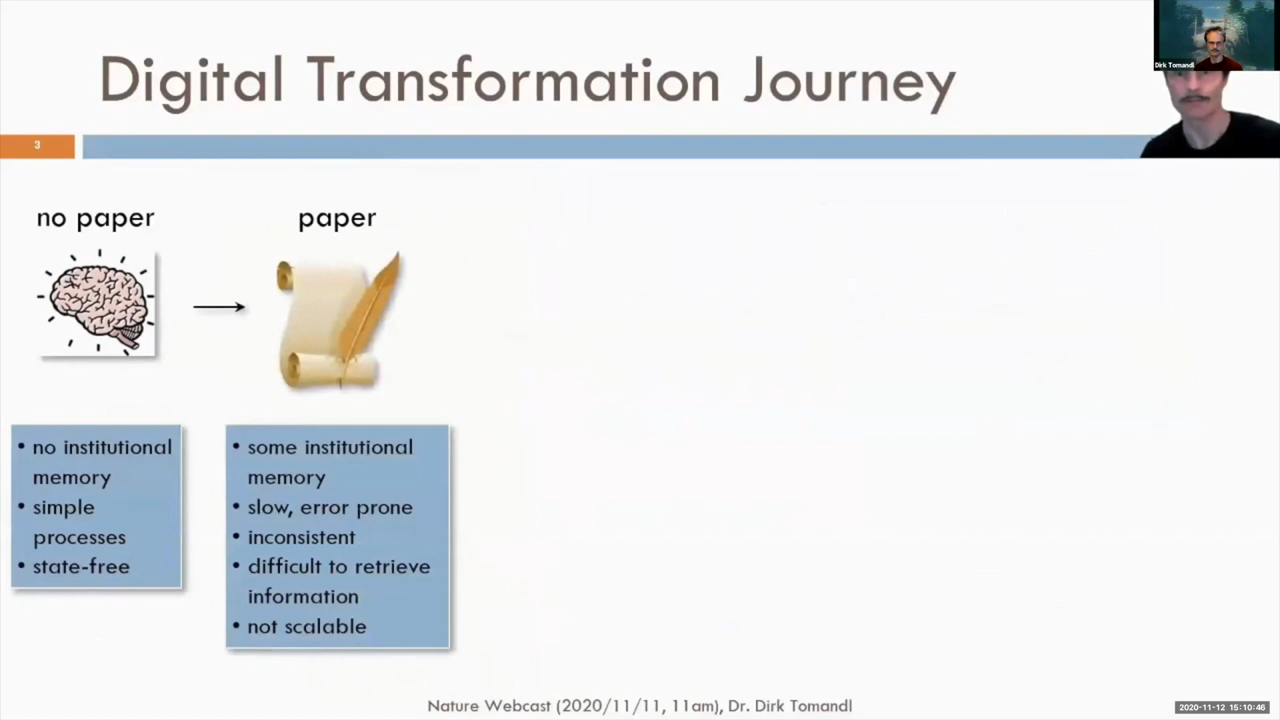 Digital Transformation Journey
Dirk Tomandl
3
no paper
paper
• no institutional
memory
• simple
processes
• state-free
• some institutional
memory
• slow, error prone
• inconsistent
• difficult to retrieve
information
• not scalable
Nature Webcast (2020/11/11, 11am), Dr. Dirk Tomandl
2020-11-12 15:10:46